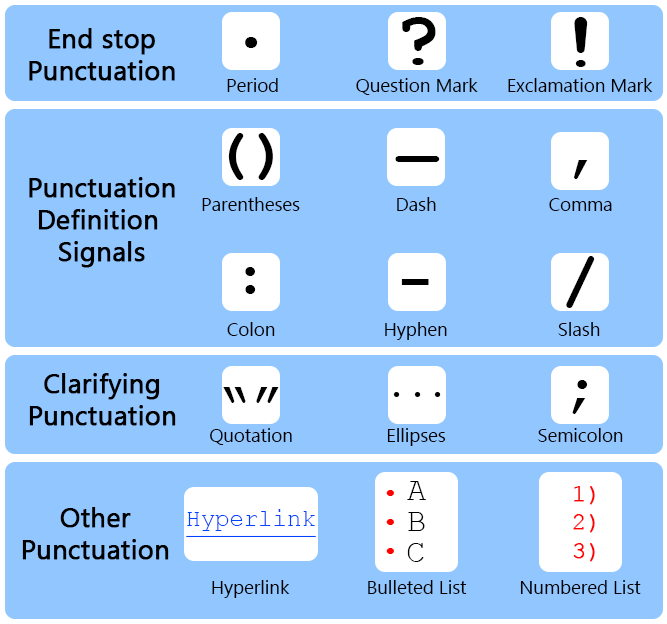 End stop
Punctuation
.
?
!
Period
Question Mark
Exclamation Mark
Punctuation
Definition
Signals
( )
—
,
Parentheses
Dash
Comma
:
-
/
Colon
Hyphen
Slash
Clarifying
Punctuation
“ ”
...
;
Quotation
Ellipses
Semicolon
Other
Punctuation
Hyperlink
• A
• B
• C
1)
2)
3)
Hyperlink
Bulleted List
Numbered List